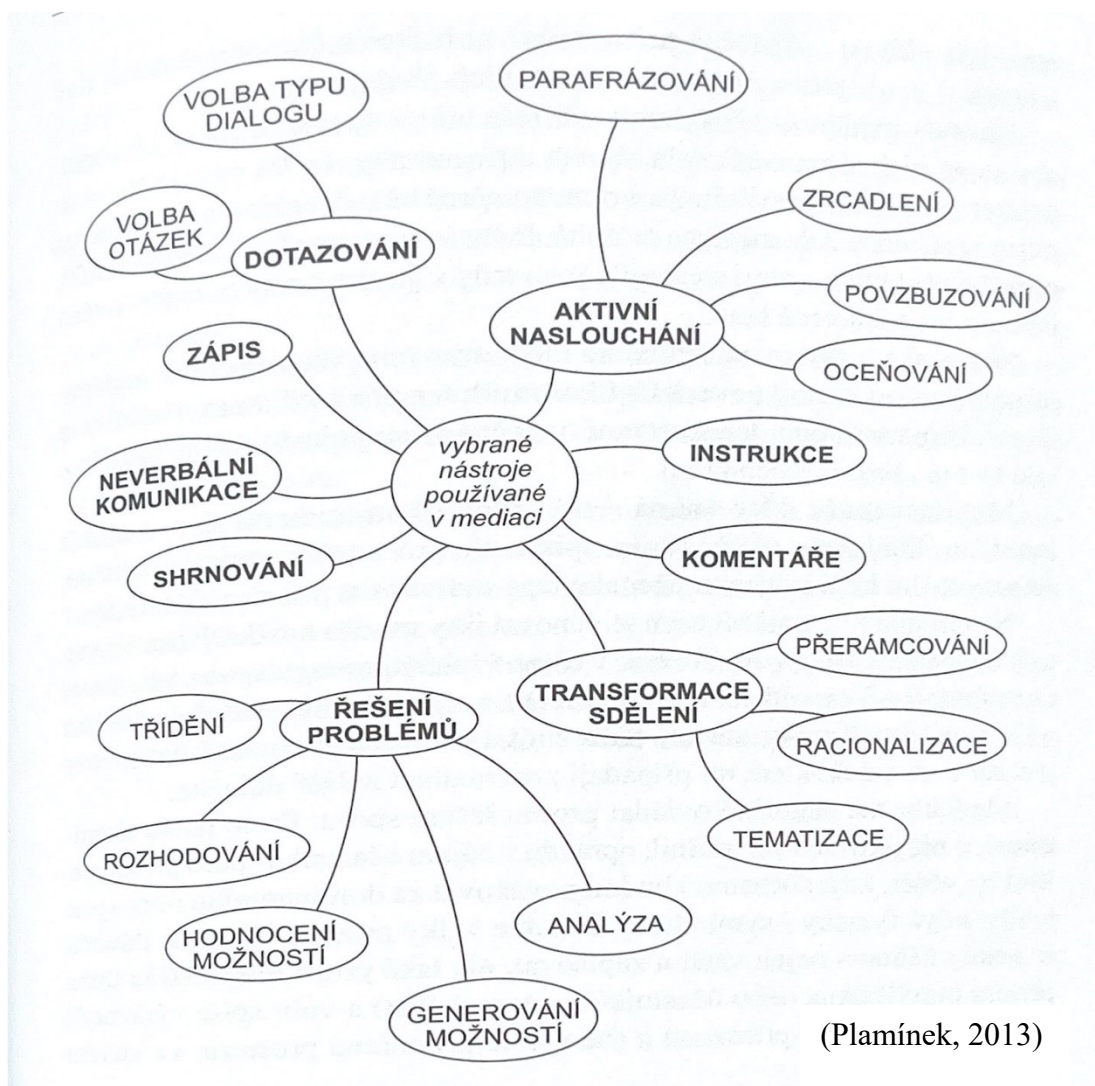 VOLBA TYPU
DIALOGU
PARAFRÁZOVÁNÍ
ZRCADLENÍ
VOLBA
OTÁZEK
DOTAZOVÁNÍ
POVZBUZOVÁNÍ
AKTIVNÍ
NASLOUCHÁNÍ
ZÁPIS
OCEŇOVÁNÍ
vybrané
nástroje
používané
v mediaci
INSTRUKCE
NEVERBÁLNÍ
KOMUNIKACE
SHRNOVÁNÍ
KOMENTÁŘE
PŘERÁMCOVÁNÍ
TRANSFORMACE
SDĚLENÍ
ŘEŠENÍ
PROBLÉMŮ
TŘÍDĚNÍ
RACIONALIZACE
TEMATIZACE
ROZHODOVÁNÍ
ANALÝZA
HODNOCENÍ
MOŽNOSTÍ
GENEROVÁNÍ
MOŽNOSTÍ
(Plamínek, 2013)